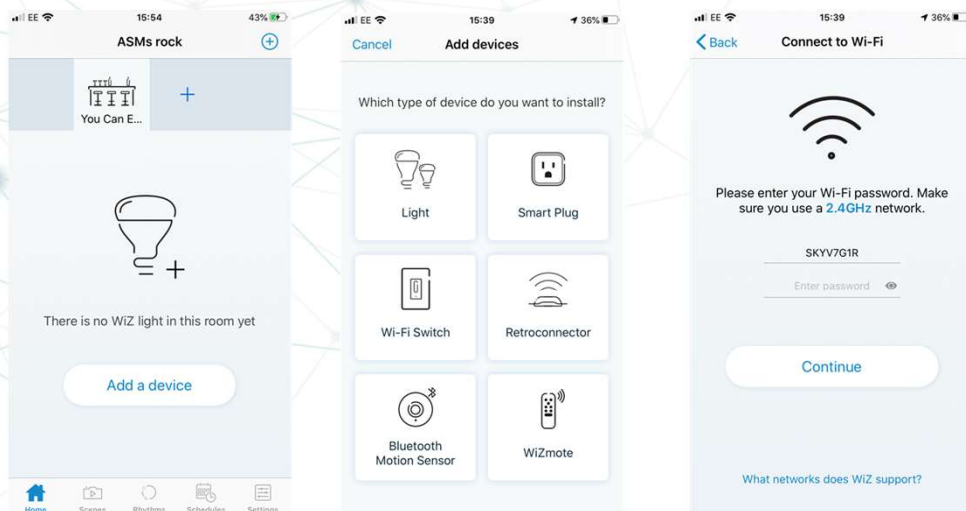 EE 15:54 43%
ASMs rock
You Can E...
There is no WiZ light in this room yet
Add a device
Home Scenes Rhythms Schedules Settings
EE 15:39 36%
Cancel Add devices
Which type of device do you want to install?
Light Smart Plug
Wi-Fi Switch Retroconnector
Bluetooth
Motion Sensor
WiZmote
EE 15:39 36%
Back Connect to Wi-Fi
Please enter your Wi-Fi password. Make
sure you use a 2.4GHz network.
SKYV7G1R
Enter password
Continue
What networks does WiZ support?